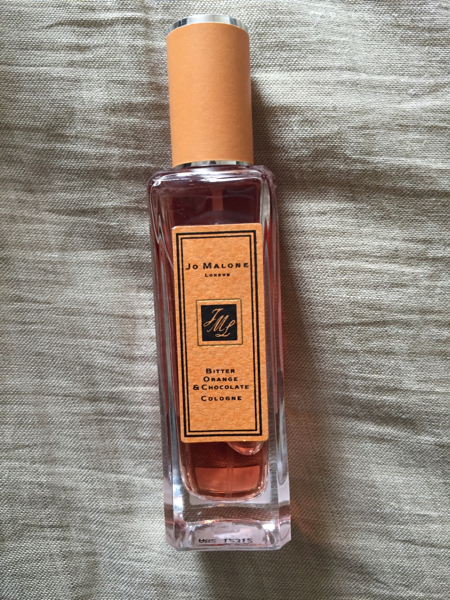 JO MALONE
LONDON
JML
BITTER
ORANGE
& CHOCOLATE
COLOGNE